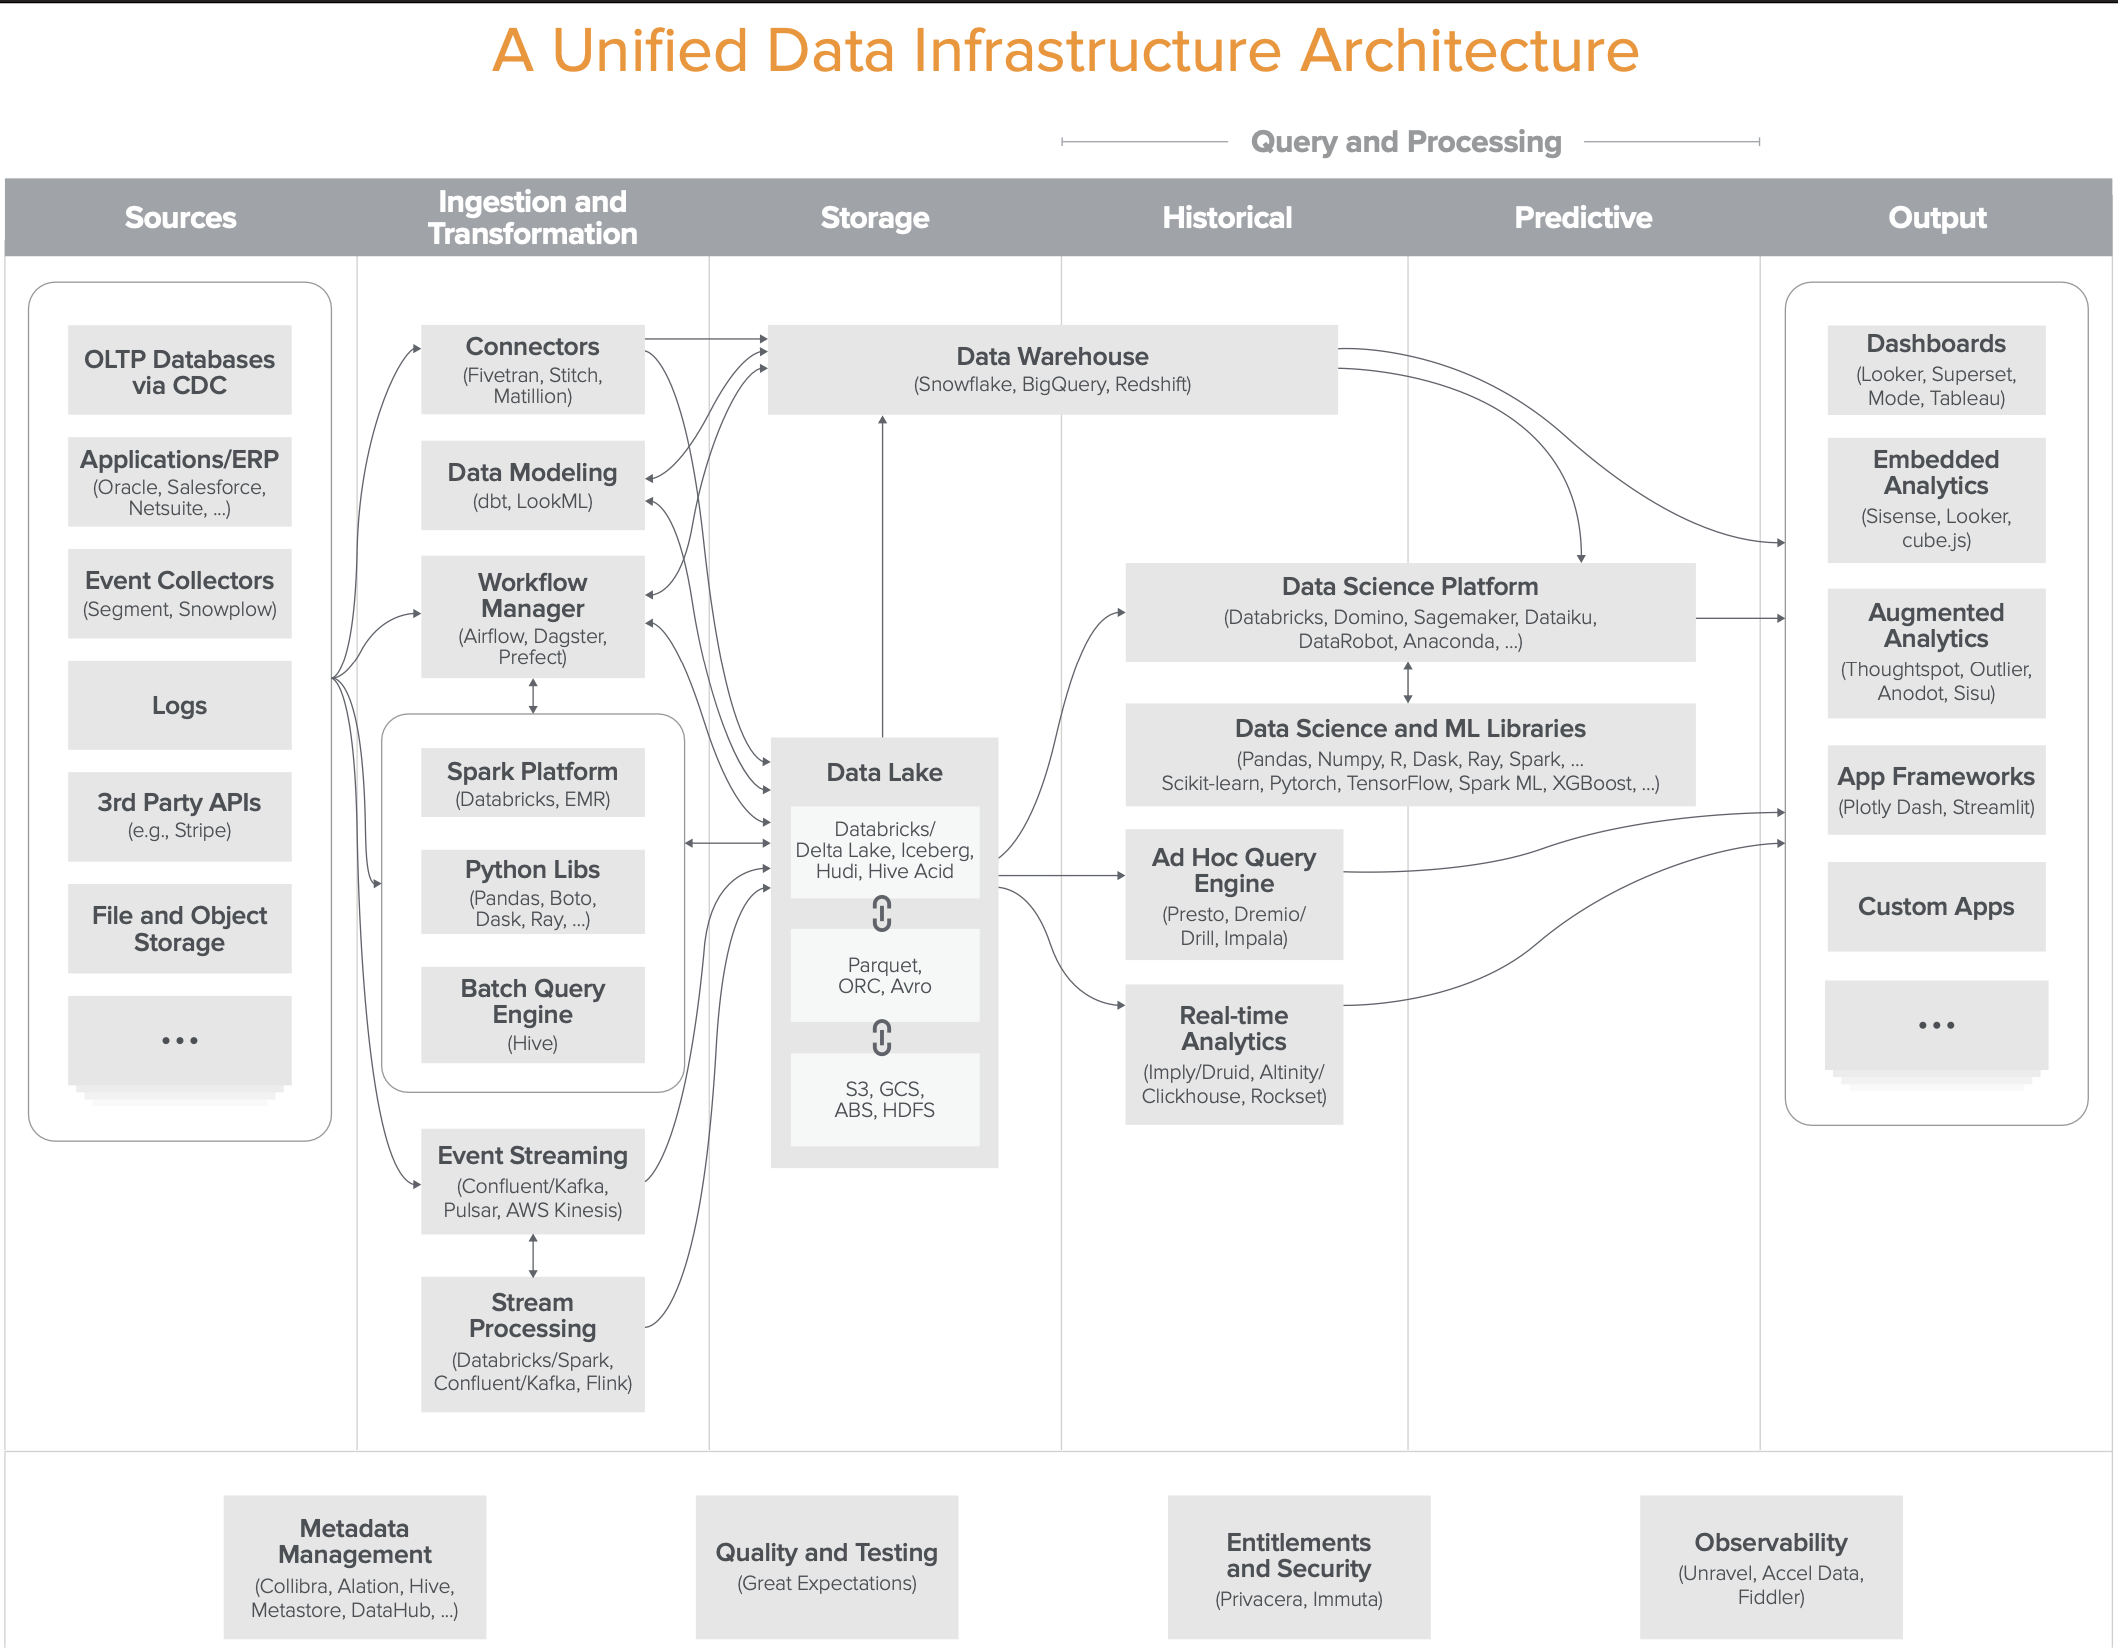 A Unified Data Infrastructure Architecture
Query and Processing
Sources
Ingestion and
Transformation
Storage
Historical
Predictive
Output
OLTP Databases
via CDC
Applications/ERP
(Oracle, Salesforce,
Netsuite, ...)
Event Collectors
(Segment, Snowplow)
Logs
3rd Party APIs
(e.g., Stripe)
File and Object
Storage
...
Connectors
(Fivetran, Stitch,
Matillion)
Data Modeling
(dbt, LookML)
Workflow
Manager
(Airflow, Dagster,
Prefect)
Spark Platform
(Databricks, EMR)
Python Libs
(Pandas, Boto,
Dask, Ray, ...)
Batch Query
Engine
(Hive)
Event Streaming
(Confluent/Kafka,
Pulsar, AWS Kinesis)
Stream
Processing
(Databricks/Spark,
Confluent/Kafka, Flink)
Data Warehouse
(Snowflake, BigQuery, Redshift)
Data Lake
Databricks/
Delta Lake, Iceberg,
Hudi, Hive Acid
Parquet,
ORC, Avro
S3, GCS,
ABS, HDFS
Data Science Platform
(Databricks, Domino, Sagemaker, Dataiku,
DataRobot, Anaconda, ...)
Data Science and ML Libraries
(Pandas, Numpy, R, Dask, Ray, Spark, ...
Scikit-learn, Pytorch, TensorFlow, Spark ML, XGBoost, ...)
Ad Hoc Query
Engine
(Presto, Dremio/
Drill, Impala)
Real-time
Analytics
(Imply/Druid, Altinity/
Clickhouse, Rockset)
Dashboards
(Looker, Superset,
Mode, Tableau)
Embedded
Analytics
(Sisense, Looker,
cube.js)
Augmented
Analytics
(Thoughtspot, Outlier,
Anodot, Sisu)
App Frameworks
(Plotly Dash, Streamlit)
Custom Apps
...
Metadata
Management
(Collibra, Alation, Hive,
Metastore, DataHub, ...)
Quality and Testing
(Great Expectations)
Entitlements
and Security
(Privacera, Immuta)
Observability
(Unravel, Accel Data,
Fiddler)